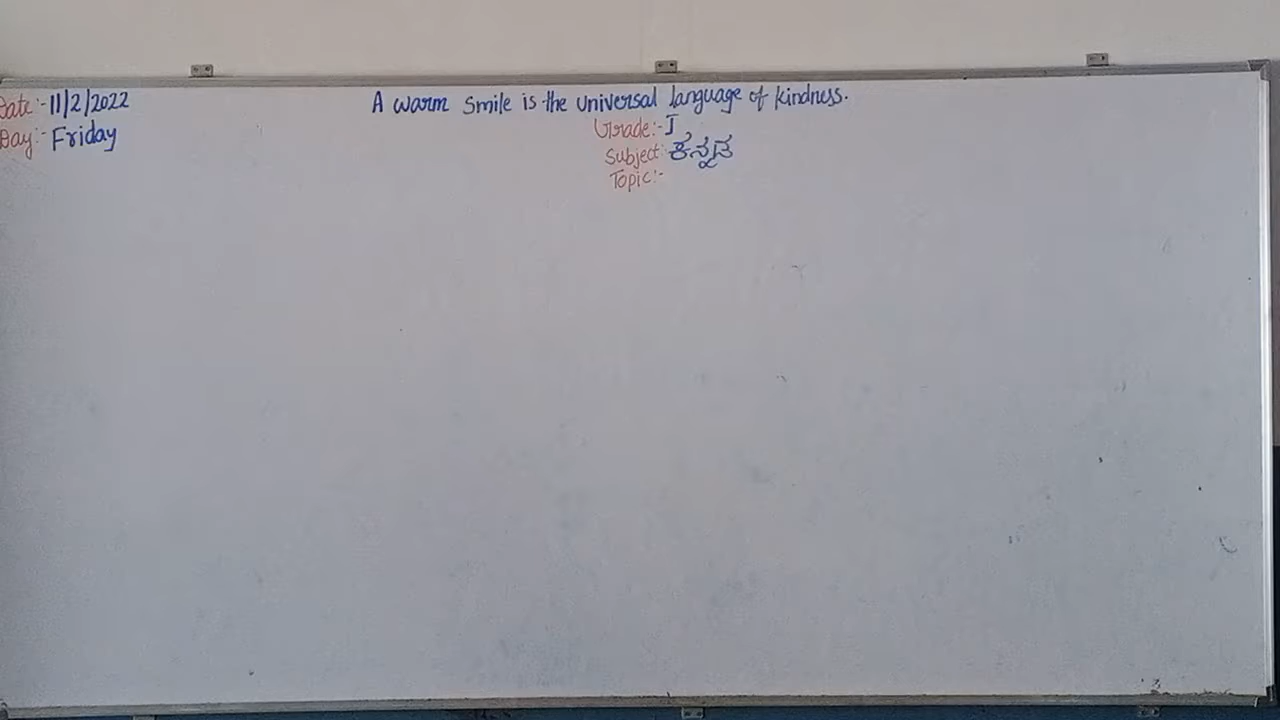 Date:- 11/2/2022
Day:- Friday
A warm smile is the universal language of kindness.
Grade:- I
Subject:- ಕನ್ನಡ
Topic:-